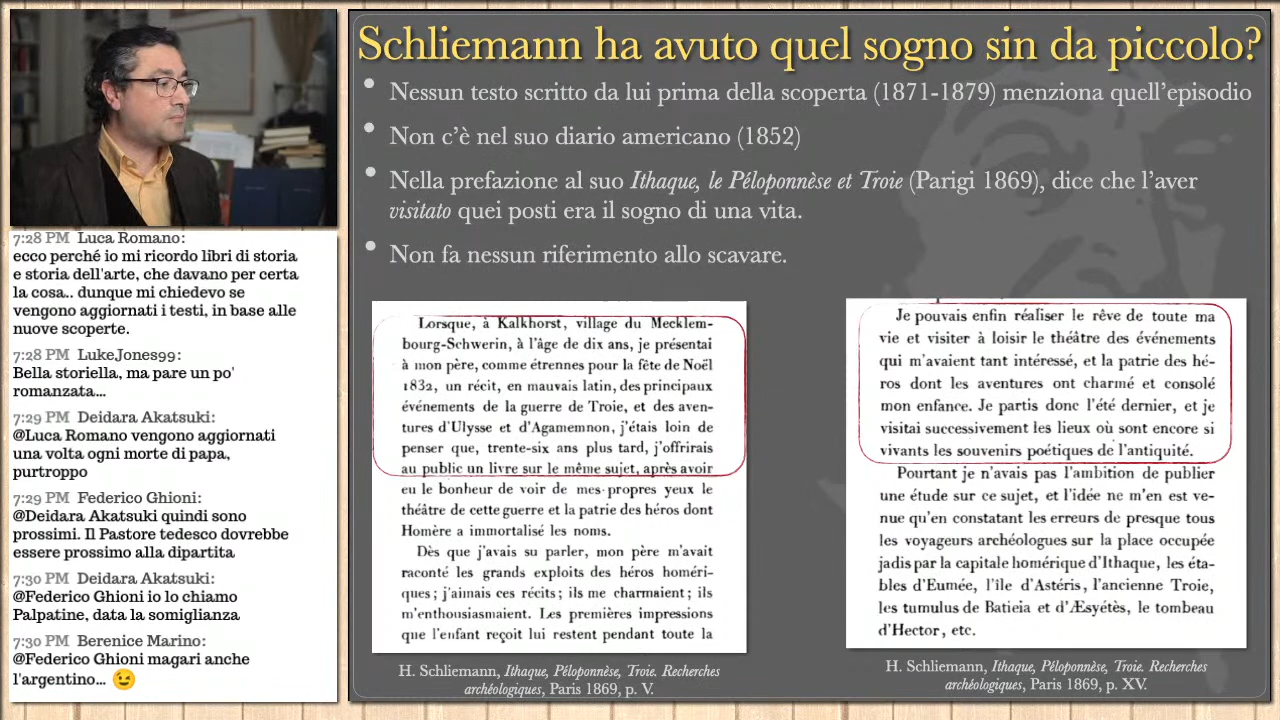 Schliemann ha avuto quel sogno sin da piccolo?
• Nessun testo scritto da lui prima della scoperta (1871-1879) menziona quell'episodio
• Non c'è nel suo diario americano (1852)
• Nella prefazione al suo Ithaque, le Péloponnèse et Troie (Parigi 1869), dice che l'aver
visitato quei posti era il sogno di una vita.
• Non fa nessun riferimento allo scavare.
7:28 PM Luca Romano:
ecco perché io mi ricordo libri di storia
e storia dell'arte, che davano per certa
la cosa.. dunque mi chiedevo se
vengono aggiornati i testi, in base alle
nuove scoperte.
7:28 PM LukeJones99:
Bella storiella, ma pare un po'
romanzata...
7:29 PM Deidara Akatsuki:
@Luca Romano vengono aggiornati
una volta ogni morte di papa,
purtroppo
7:29 PM Federico Ghioni:
@Deidara Akatsuki quindi sono
prossimi. Il Pastore tedesco dovrebbe
essere prossimo alla dipartita
7:30 PM Deidara Akatsuki:
@Federico Ghioni io lo chiamo
Palpatine, data la somiglianza
7:30 PM Berenice Marino:
@Federico Ghioni magari anche
l'argentino... 😉
Lorsque, à Kalkhorst, village du Mecklem-
bourg-Schwerin, à l'âge de dix ans, je présentai
à mon père, comme étrennes pour la fête de Noël
1832, un récit, en mauvais latin, des principaux
événements de la guerre de Troie, et des aven-
tures d'Ulysse et d'Agamemnon, j'étais loin de
penser que, trente-six ans plus tard, j'offrirais
au public un livre sur le même sujet, après avoir
eu le bonheur de voir de mes propres yeux le
théâtre de cette guerre et la patrie des héros dont
Homère a immortalisé les noms.
Dès que j'avais su parler, mon père m'avait
raconté les grands exploits des héros homéri-
ques; j'aimais ces récits; ils me charmaient; ils
m'enthousiasmaient. Les premières impressions
que l'enfant reçoit lui restent pendant toute la
H. Schliemann, Ithaque, Péloponnèse, Troie. Recherches
archéologiques, Paris 1869, p. V.
Je pouvais enfin réaliser le rêve de toute ma
vie et visiter à loisir le théâtre des événements
qui m'avaient tant intéressé, et la patrie des hé-
ros dont les aventures ont charmé et consolé
mon enfance. Je partis donc l'été dernier, et je
visitai successivement les lieux où sont encore si
vivants les souvenirs poétiques de l'antiquité.
Pourtant je n'avais pas l'ambition de publier
une étude sur ce sujet, et l'idée ne m'en est ve-
nue qu'en constatant les erreurs de presque tous
les voyageurs archéologues sur la place occupée
jadis par la capitale homérique d'Ithaque, les éta-
bles d'Eumée, l'île d'Astéris, l'ancienne Troie,
les tumulus de Batieia et d'Æsyétès, le tombeau
d'Hector, etc.
H. Schliemann, Ithaque, Péloponnèse, Troie. Recherches
archéologiques, Paris 1869, p. XV.